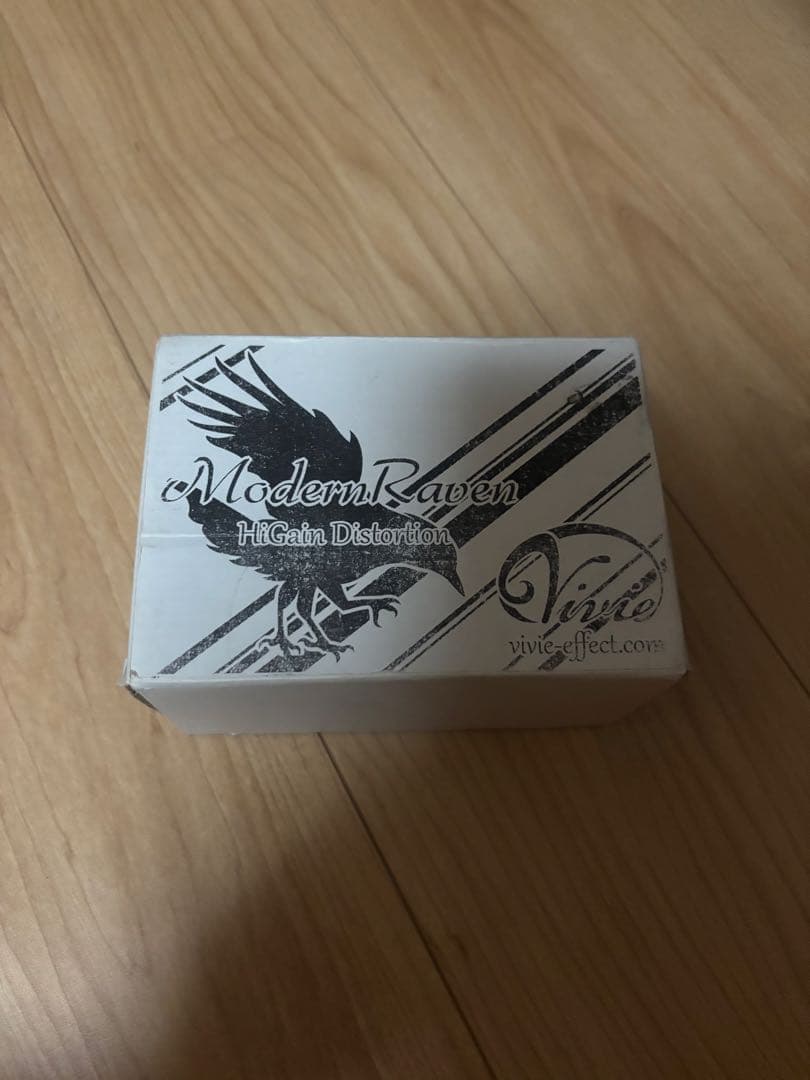 ModernRaven
HiGain Distortion
Vivie
vivie-effect.com